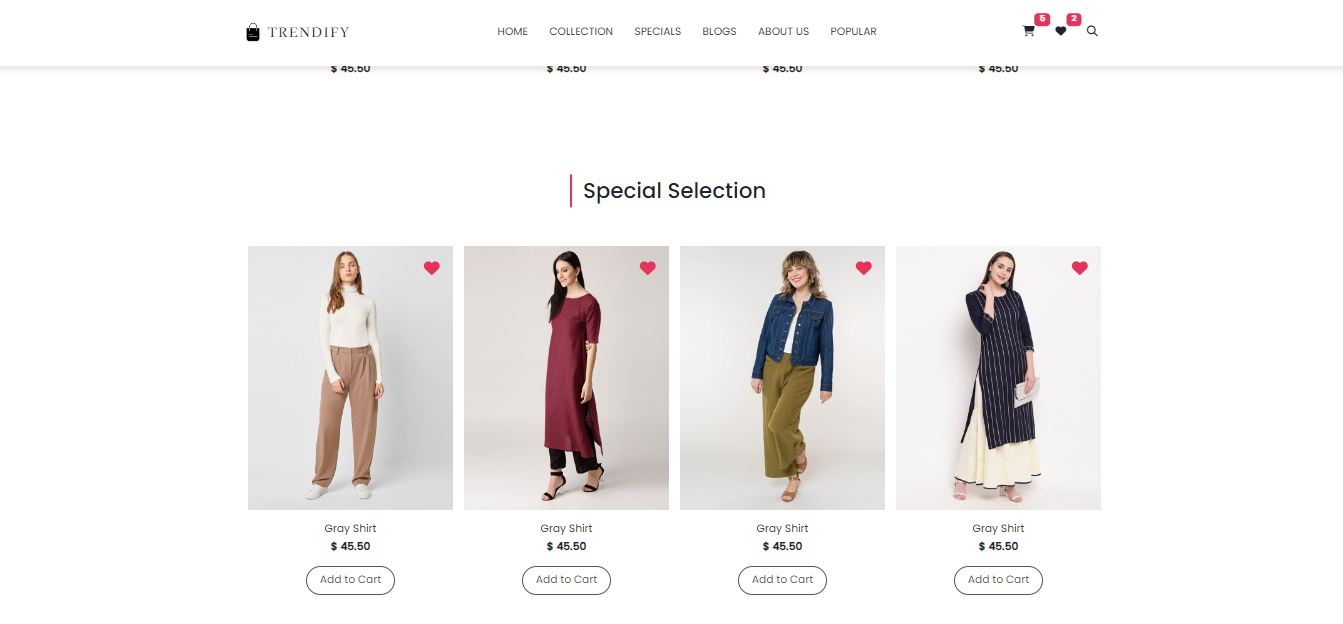 TRENDIFY HOME COLLECTION SPECIALS BLOGS ABOUT US POPULAR 5 2
$ 45.50 $ 45.50 $ 45.50 $ 45.50
Special Selection
Gray Shirt Gray Shirt Gray Shirt Gray Shirt
$ 45.50 $ 45.50 $ 45.50 $ 45.50
Add to Cart Add to Cart Add to Cart Add to Cart